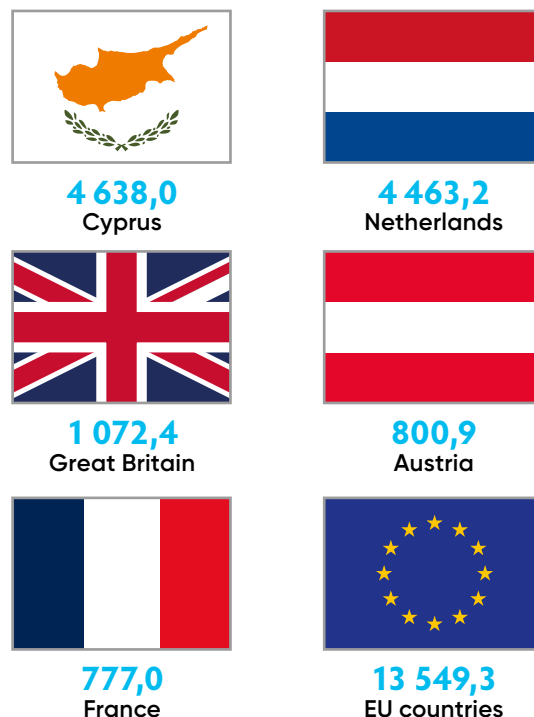 4 638,0
Cyprus
4 463,2
Netherlands
1 072,4
Great Britain
800,9
Austria
777,0
France
13 549,3
EU countries